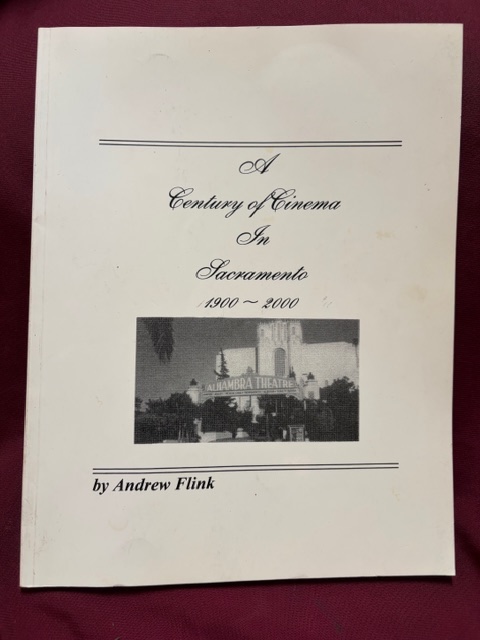 A
Century of Cinema
In
Sacramento
1900 ~ 2000
ALHAMBRA THEATRE
by Andrew Flink